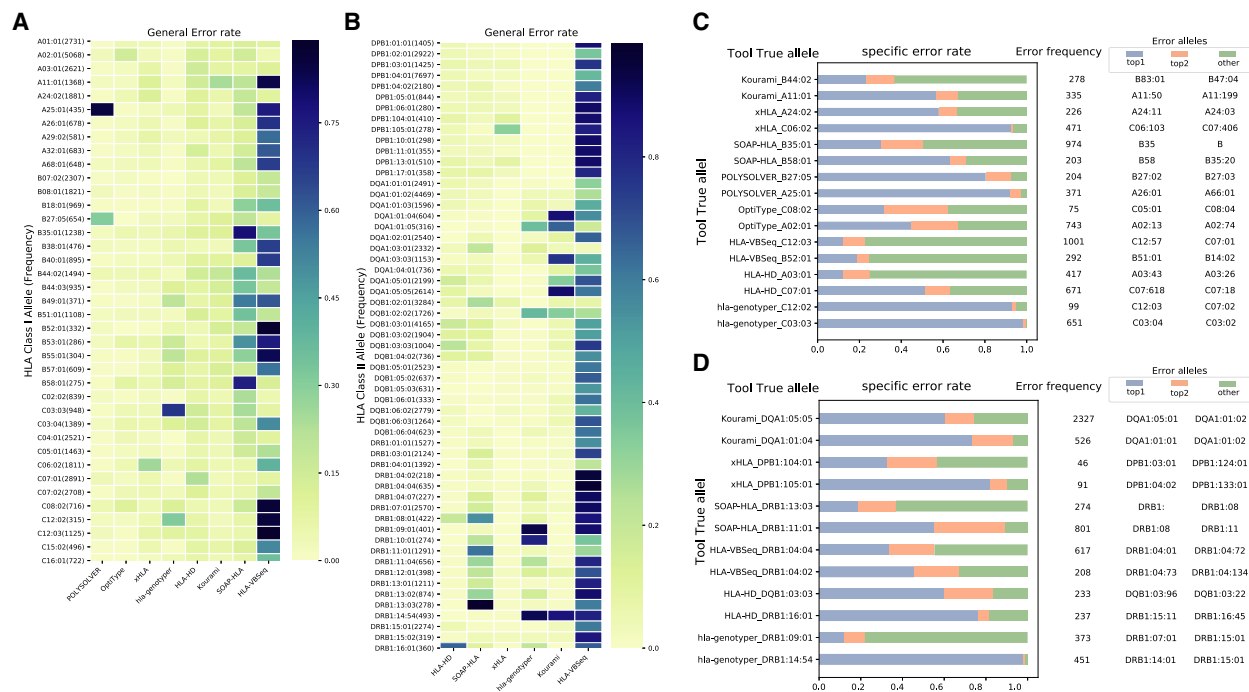 A
General Error rate
HLA Class I Allele (Frequency)
A01:01(2731)
A02:01(5068)
A03:01(2621)
A11:01(1368)
A24:02(1881)
A25:01(435)
A26:01(678)
A29:02(581)
A32:01(683)
A68:01(648)
B07:02(2307)
B08:01(1821)
B18:01(969)
B27:05(654)
B35:01(1238)
B38:01(476)
B40:01(895)
B44:02(1494)
B44:03(935)
B49:01(371)
B51:01(1108)
B52:01(332)
B53:01(286)
B55:01(304)
B57:01(609)
B58:01(275)
C02:02(839)
C03:03(948)
C03:04(1389)
C04:01(2521)
C05:01(1463)
C06:02(1811)
C07:01(2891)
C07:02(2708)
C08:02(716)
C12:02(315)
C12:03(1125)
C15:02(496)
C16:01(722)
POLYSOLVER
OptiType
xHLA
hla-genotyper
HLA-HD
Kourami
SOAP-HLA
HLA-VBSeq
0.75
0.60
0.45
0.30
0.15
0.00
B
General Error rate
HLA Class II Allele (Frequency)
DPB1:01:01(1405)
DPB1:02:01(2922)
DPB1:03:01(1425)
DPB1:04:01(7697)
DPB1:04:02(2180)
DPB1:05:01(844)
DPB1:06:01(280)
DPB1:104:01(410)
DPB1:105:01(278)
DPB1:10:01(298)
DPB1:11:01(355)
DPB1:13:01(510)
DPB1:17:01(358)
DQA1:01:01(2491)
DQA1:01:02(4469)
DQA1:01:03(1596)
DQA1:01:04(604)
DQA1:01:05(316)
DQA1:02:01(2540)
DQA1:03:01(2332)
DQA1:03:03(1153)
DQA1:04:01(736)
DQA1:05:01(2199)
DQA1:05:05(2614)
DQB1:02:01(3284)
DQB1:02:02(1726)
DQB1:03:01(4165)
DQB1:03:02(1904)
DQB1:03:03(1004)
DQB1:04:02(736)
DQB1:05:01(2523)
DQB1:05:02(637)
DQB1:05:03(631)
DQB1:06:01(333)
DQB1:06:02(2779)
DQB1:06:03(1264)
DQB1:06:04(623)
DRB1:01:01(1527)
DRB1:03:01(2124)
DRB1:04:01(1392)
DRB1:04:02(218)
DRB1:04:04(635)
DRB1:04:07(227)
DRB1:07:01(2570)
DRB1:08:01(422)
DRB1:09:01(401)
DRB1:10:01(274)
DRB1:11:01(1291)
DRB1:11:04(656)
DRB1:12:01(398)
DRB1:13:01(1211)
DRB1:13:02(874)
DRB1:13:03(278)
DRB1:14:54(493)
DRB1:15:01(2274)
DRB1:15:02(319)
DRB1:16:01(360)
HLA-HD
SOAP-HLA
xHLA
hla-genotyper
Kourami
HLA-VBSeq
0.8
0.6
0.4
0.2
0.0
C
Tool True allele specific error rate Error frequency Error alleles
top1 top2 other
Tool True allel
Kourami_B44:02 278 B83:01 B47:04
Kourami_A11:01 335 A11:50 A11:199
xHLA_A24:02 226 A24:11 A24:03
xHLA_C06:02 471 C06:103 C07:406
SOAP-HLA_B35:01 974 B35 B
SOAP-HLA_B58:01 203 B58 B35:20
POLYSOLVER_B27:05 204 B27:02 B27:03
POLYSOLVER_A25:01 371 A26:01 A66:01
OptiType_C08:02 75 C05:01 C08:04
OptiType_A02:01 743 A02:13 A02:74
HLA-VBSeq_C12:03 1001 C12:57 C07:01
HLA-VBSeq_B52:01 292 B51:01 B14:02
HLA-HD_A03:01 417 A03:43 A03:26
HLA-HD_C07:01 671 C07:618 C07:18
hla-genotyper_C12:02 99 C12:03 C07:02
hla-genotyper_C03:03 651 C03:04 C03:02
0.0 0.2 0.4 0.6 0.8 1.0
D
Tool True allele specific error rate Error frequency Error alleles
top1 top2 other
Tool True allel
Kourami_DQA1:05:05 2327 DQA1:05:01 DQA1:01:02
Kourami_DQA1:01:04 526 DQA1:01:01 DQA1:01:02
xHLA_DPB1:104:01 46 DPB1:03:01 DPB1:124:01
xHLA_DPB1:105:01 91 DPB1:04:02 DPB1:133:01
SOAP-HLA_DRB1:13:03 274 DRB1: DRB1:08
SOAP-HLA_DRB1:11:01 801 DRB1:08 DRB1:11
HLA-VBSeq_DRB1:04:04 617 DRB1:04:01 DRB1:04:72
HLA-VBSeq_DRB1:04:02 208 DRB1:04:73 DRB1:04:134
HLA-HD_DQB1:03:03 233 DQB1:03:96 DQB1:03:22
HLA-HD_DRB1:16:01 237 DRB1:15:11 DRB1:16:45
hla-genotyper_DRB1:09:01 373 DRB1:07:01 DRB1:15:01
hla-genotyper_DRB1:14:54 451 DRB1:14:01 DRB1:15:01
0.0 0.2 0.4 0.6 0.8 1.0